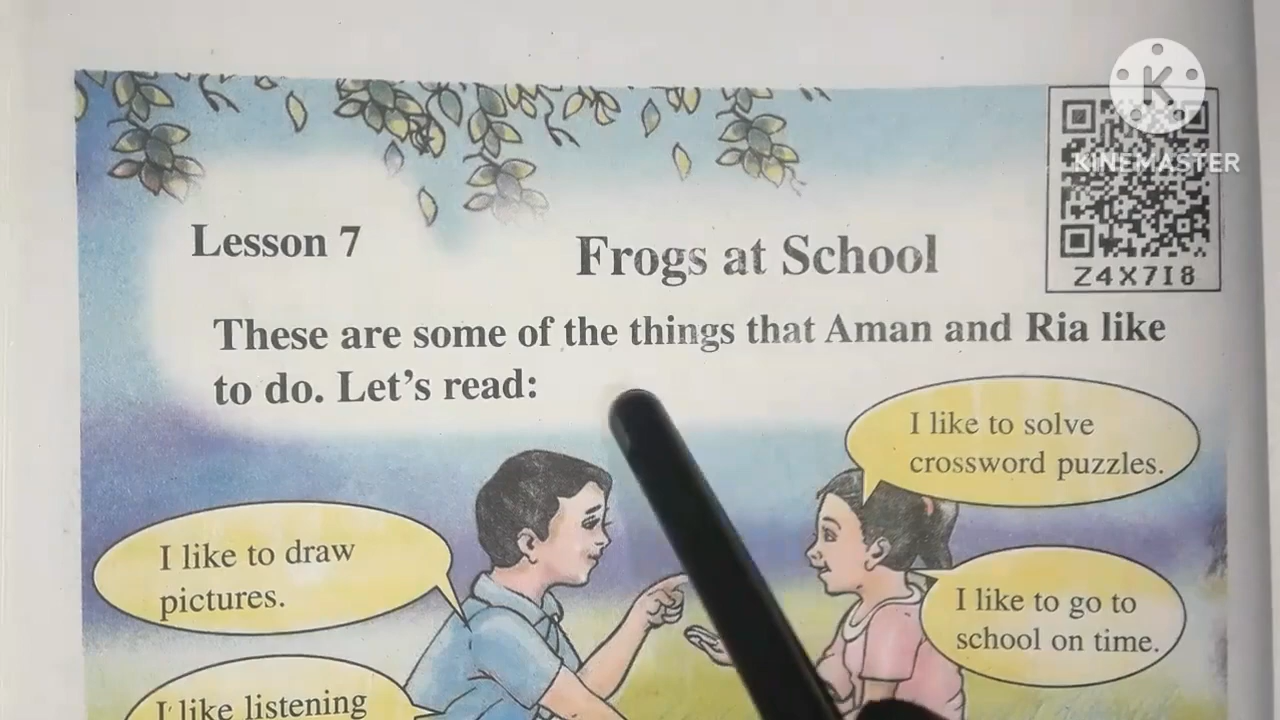 K
KINEMASTER
Z4X7I8
Lesson 7
Frogs at School
These are some of the things that Aman and Ria like
to do. Let's read:
I like to solve
crossword puzzles.
I like to draw
pictures.
I like to go to
school on time.
I like listening